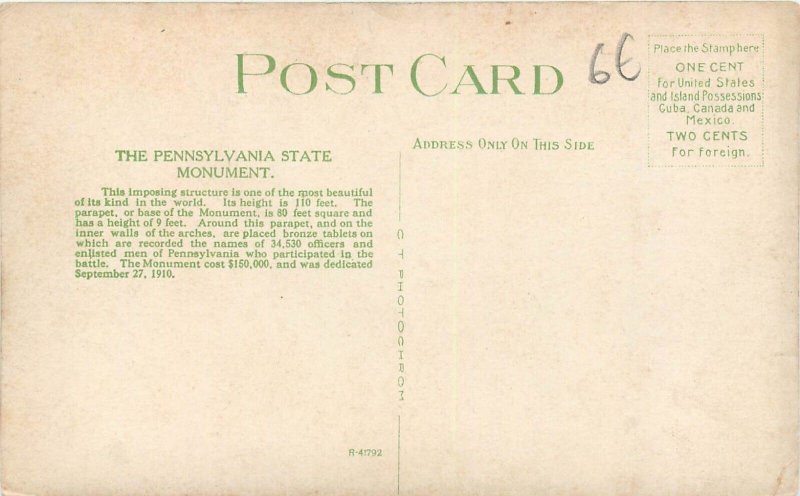 POST CARD
66
Place the Stamp here
ONE CENT
For United States
and Island Possessions
Cuba, Canada and
Mexico.
TWO CENTS
For Foreign.
ADDRESS ONLY ON THIS SIDE
THE PENNSYLVANIA STATE
MONUMENT.
This imposing structure is one of the most beautiful
of its kind in the world. Its height is 110 feet. The
parapet, or base of the Monument, is 80 feet square and
has a height of 9 feet. Around this parapet, and on the
inner walls of the arches, are placed bronze tablets on
which are recorded the names of 34,530 officers and
enlisted men of Pennsylvania who participated in the
battle. The Monument cost $150,000, and was dedicated
September 27, 1910.
R-41792